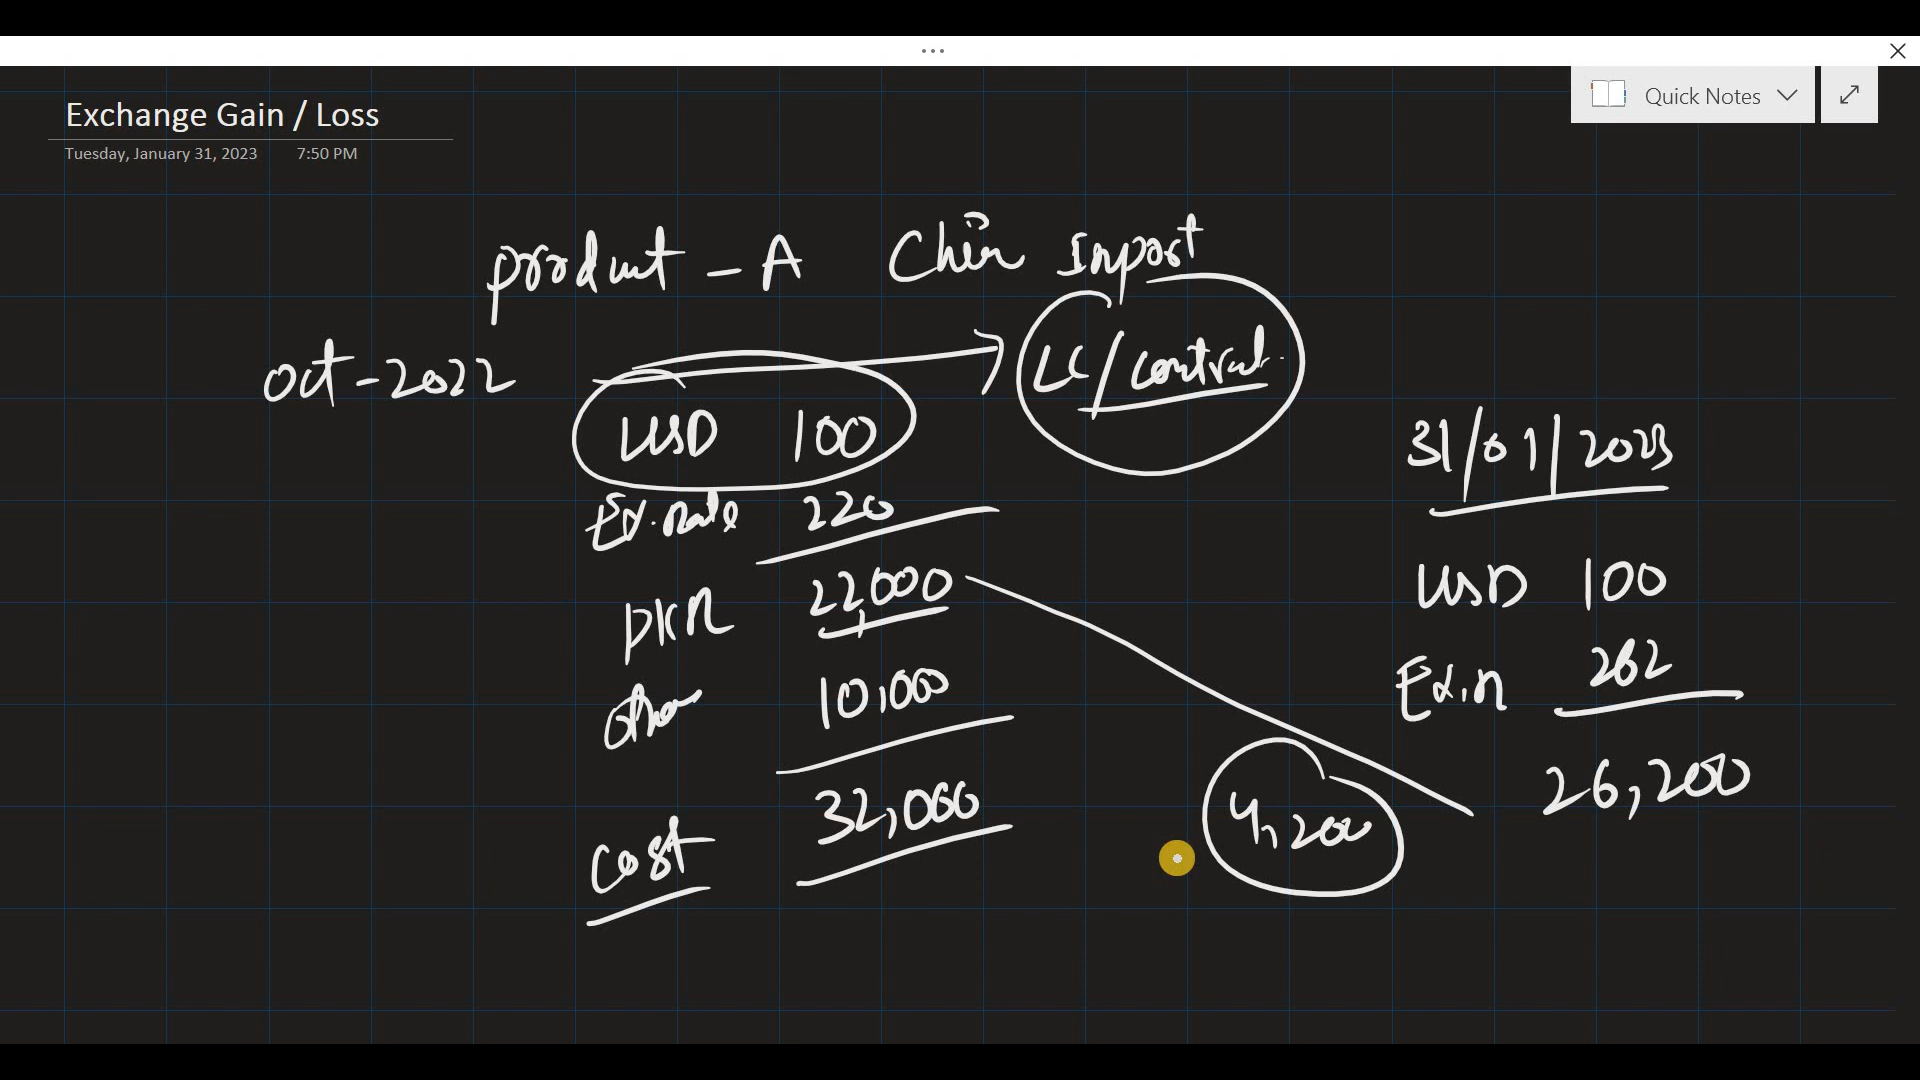 Exchange Gain / Loss
Quick Notes
Tuesday, January 31, 2023 7:50 PM
product - A Import
LC/
Oct-2022
USD 100
Ex.Rate 220
PKR 22,000
other 10,000
Cost 32,000
31/01/2023
USD 100
Ex.R 262
26,200
4,200